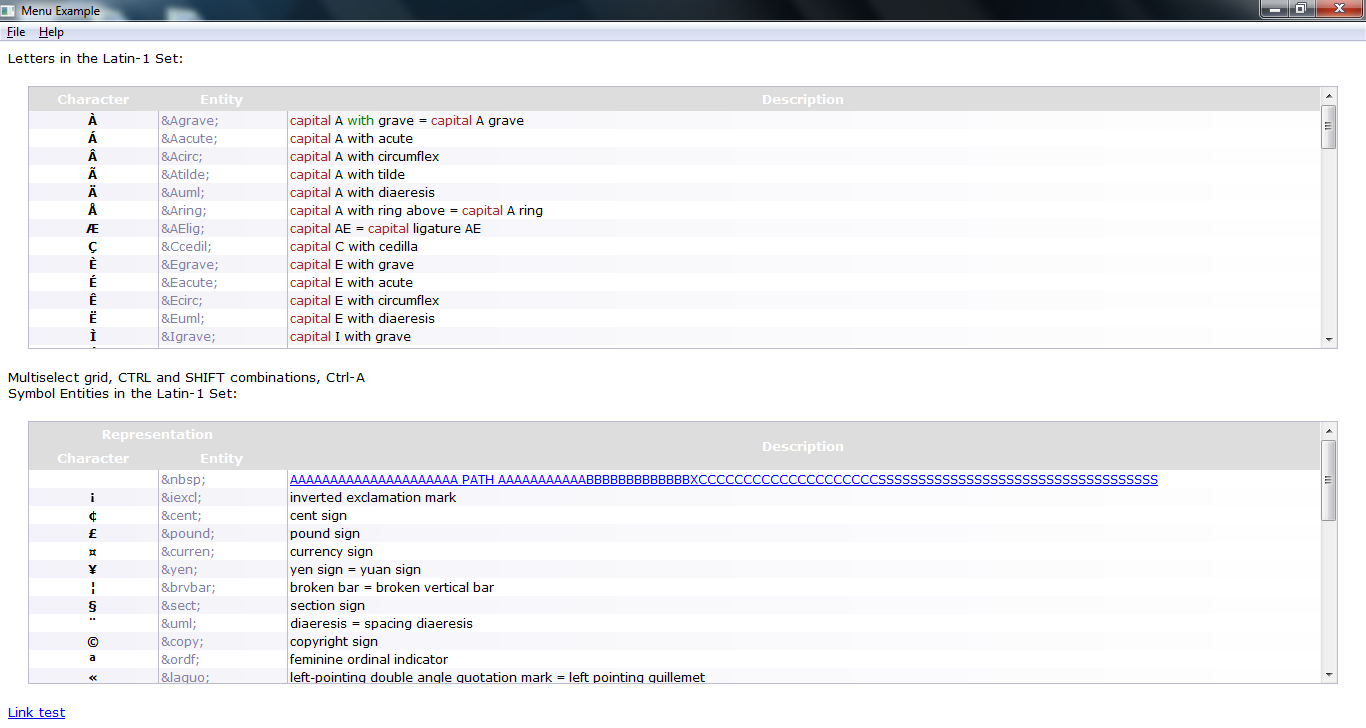 Menu Example
File Help
Letters in the Latin-1 Set:
Character Entity Description
À &Agrave; capital A with grave = capital A grave
Á &Aacute; capital A with acute
Â &Acirc; capital A with circumflex
Ã &Atilde; capital A with tilde
Ä &Auml; capital A with diaeresis
Å &Aring; capital A with ring above = capital A ring
Æ &AElig; capital AE = capital ligature AE
Ç &Ccedil; capital C with cedilla
È &Egrave; capital E with grave
É &Eacute; capital E with acute
Ê &Ecirc; capital E with circumflex
Ë &Euml; capital E with diaeresis
Ì &Igrave; capital I with grave
Multiselect grid, CTRL and SHIFT combinations, Ctrl-A
Symbol Entities in the Latin-1 Set:
Representation
Character Entity Description
&nbsp; AAAAAAAAAAAAAAAAAAAAA PATH AAAAAAAAAAABBBBBBBBBBBBBXCCCCCCCCCCCCCCCCCCCCSSSSSSSSSSSSSSSSSSSSSSSSSSSSSSSSSSS
¡ &iexcl; inverted exclamation mark
¢ &cent; cent sign
£ &pound; pound sign
¤ &curren; currency sign
¥ &yen; yen sign = yuan sign
¦ &brvbar; broken bar = broken vertical bar
§ &sect; section sign
¨ &uml; diaeresis = spacing diaeresis
© &copy; copyright sign
ª &ordf; feminine ordinal indicator
« &laquo; left-pointing double angle quotation mark = left pointing guillemet
Link test